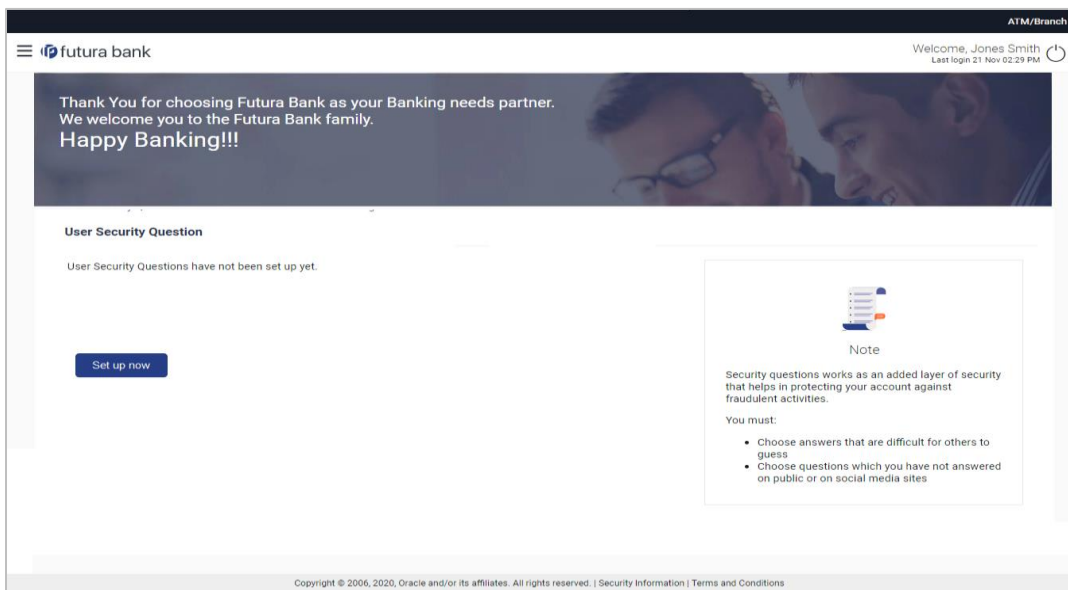 ATM/Branch
futura bank
Welcome, Jones Smith
Last login 21 Nov 02:29 PM
Thank You for choosing Futura Bank as your Banking needs partner.
We welcome you to the Futura Bank family.
Happy Banking!!!
User Security Question
User Security Questions have not been set up yet.
Set up now
Note
Security questions works as an added layer of security
that helps in protecting your account against
fraudulent activities.
You must:
• Choose answers that are difficult for others to
guess
• Choose questions which you have not answered
on public or on social media sites
Copyright © 2006, 2020, Oracle and/or its affiliates. All rights reserved. | Security Information | Terms and Conditions